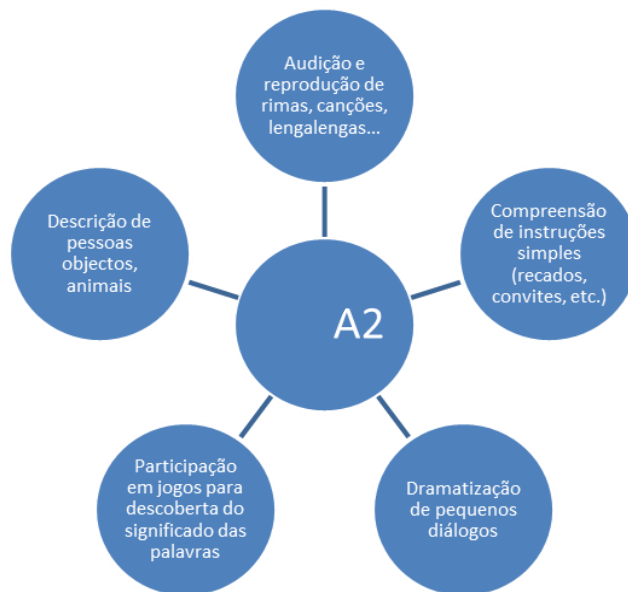 Audição e
reprodução de
rimas, canções,
lengalengas...
Descrição de
pessoas
objectos,
animais
Compreensão
de instruções
simples
(recados,
convites, etc.)
A2
Participação
em jogos para
descoberta do
significado das
palavras
Dramatização
de pequenos
diálogos